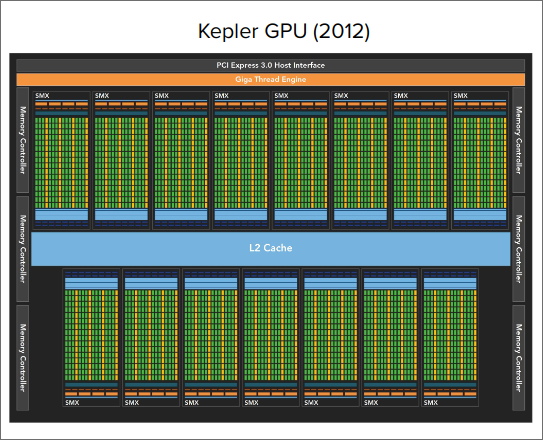 Kepler GPU (2012)
PCI Express 3.0 Host Interface
Giga Thread Engine
SMX
SMX
SMX
SMX
SMX
SMX
SMX
SMX
Memory Controller
Memory Controller
Memory Controller
L2 Cache
Memory Controller
Memory Controller
Memory Controller
SMX
SMX
SMX
SMX
SMX
SMX
SMX